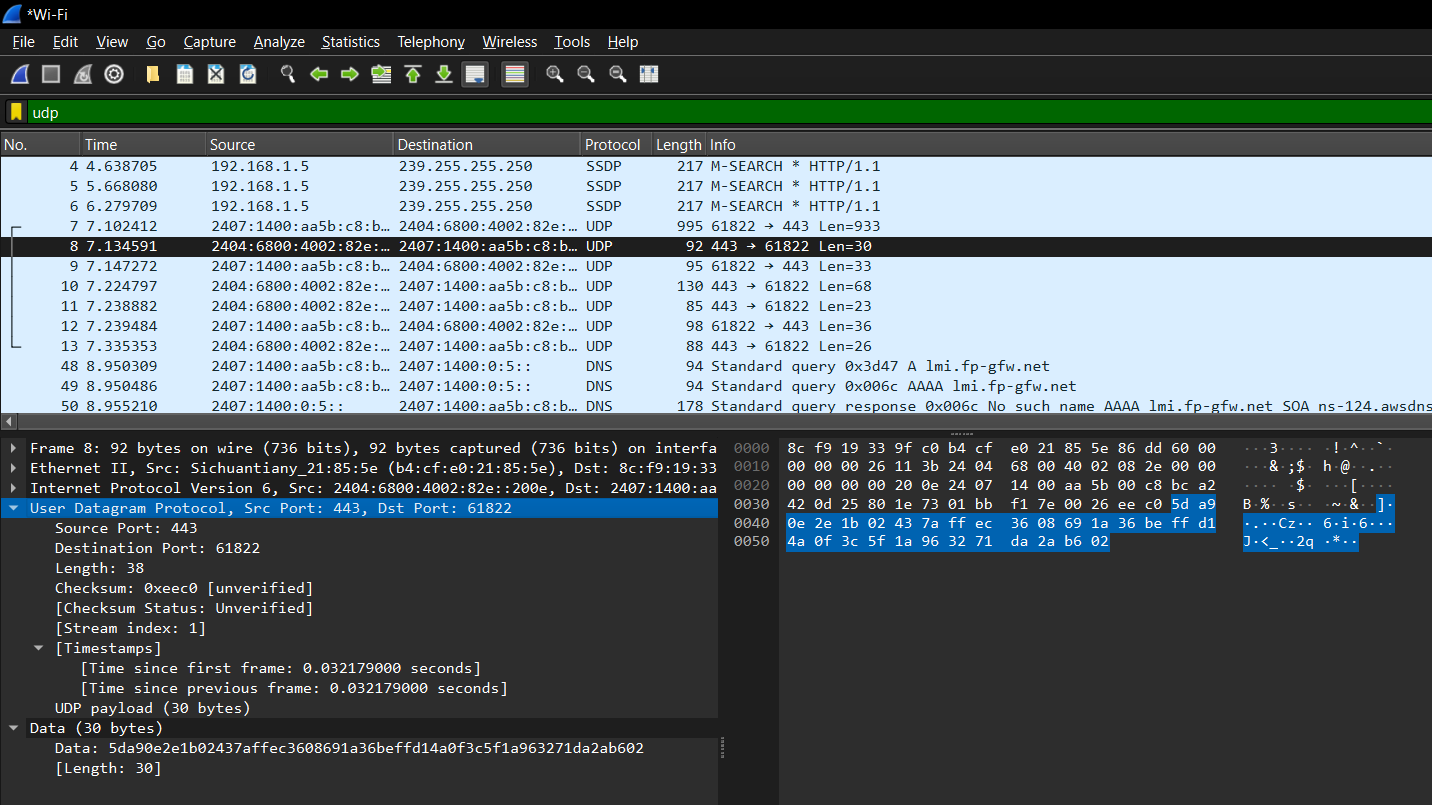 *Wi-Fi
File Edit View Go Capture Analyze Statistics Telephony Wireless Tools Help
udp
No. Time Source Destination Protocol Length Info
4 4.638705 192.168.1.5 239.255.255.250 SSDP 217 M-SEARCH * HTTP/1.1
5 5.668080 192.168.1.5 239.255.255.250 SSDP 217 M-SEARCH * HTTP/1.1
6 6.279709 192.168.1.5 239.255.255.250 SSDP 217 M-SEARCH * HTTP/1.1
7 7.102412 2407:1400:aa5b:c8:b… 2404:6800:4002:82e:… UDP 995 61822 → 443 Len=933
8 7.134591 2404:6800:4002:82e:… 2407:1400:aa5b:c8:b… UDP 92 443 → 61822 Len=30
9 7.147272 2407:1400:aa5b:c8:b… 2404:6800:4002:82e:… UDP 95 61822 → 443 Len=33
10 7.224797 2404:6800:4002:82e:… 2407:1400:aa5b:c8:b… UDP 130 443 → 61822 Len=68
11 7.238882 2404:6800:4002:82e:… 2407:1400:aa5b:c8:b… UDP 85 443 → 61822 Len=23
12 7.239484 2407:1400:aa5b:c8:b… 2404:6800:4002:82e:… UDP 98 61822 → 443 Len=36
13 7.335353 2404:6800:4002:82e:… 2407:1400:aa5b:c8:b… UDP 88 443 → 61822 Len=26
48 8.950309 2407:1400:aa5b:c8:b… 2407:1400:0:5:: DNS 94 Standard query 0x3d47 A lmi.fp-gfw.net
49 8.950486 2407:1400:aa5b:c8:b… 2407:1400:0:5:: DNS 94 Standard query 0x006c AAAA lmi.fp-gfw.net
50 8.955210 2407:1400:0:5:: 2407:1400:aa5b:c8:b… DNS 178 Standard query response 0x006c No such name AAAA lmi.fp-gfw.net SOA ns-124.awsdns
Frame 8: 92 bytes on wire (736 bits), 92 bytes captured (736 bits) on interfa
Ethernet II, Src: Sichuantiany_21:85:5e (b4:cf:e0:21:85:5e), Dst: 8c:f9:19:33
Internet Protocol Version 6, Src: 2404:6800:4002:82e::200e, Dst: 2407:1400:aa
User Datagram Protocol, Src Port: 443, Dst Port: 61822
Source Port: 443
Destination Port: 61822
Length: 38
Checksum: 0xeec0 [unverified]
[Checksum Status: Unverified]
[Stream index: 1]
[Timestamps]
[Time since first frame: 0.032179000 seconds]
[Time since previous frame: 0.032179000 seconds]
UDP payload (30 bytes)
Data (30 bytes)
Data: 5da90e2e1b02437affec3608691a36beffd14a0f3c5f1a963271da2ab602
[Length: 30]
0000 8c f9 19 33 9f c0 b4 cf e0 21 85 5e 86 dd 60 00 ···3···· ·!·^··`·
0010 00 00 00 26 11 3b 24 04 68 00 40 02 08 2e 00 00 ···&·;$· h·@··.··
0020 00 00 00 00 20 0e 24 07 14 00 aa 5b 00 c8 bc a2 ···· ·$· ···[····
0030 42 0d 25 80 1e 73 01 bb f1 7e 00 26 ee c0 5d a9 B·%··s·· ·~·&··]·
0040 0e 2e 1b 02 43 7a ff ec 36 08 69 1a 36 be ff d1 ·.··Cz·· 6·i·6···
0050 4a 0f 3c 5f 1a 96 32 71 da 2a b6 02 J·<_··2q ·*··